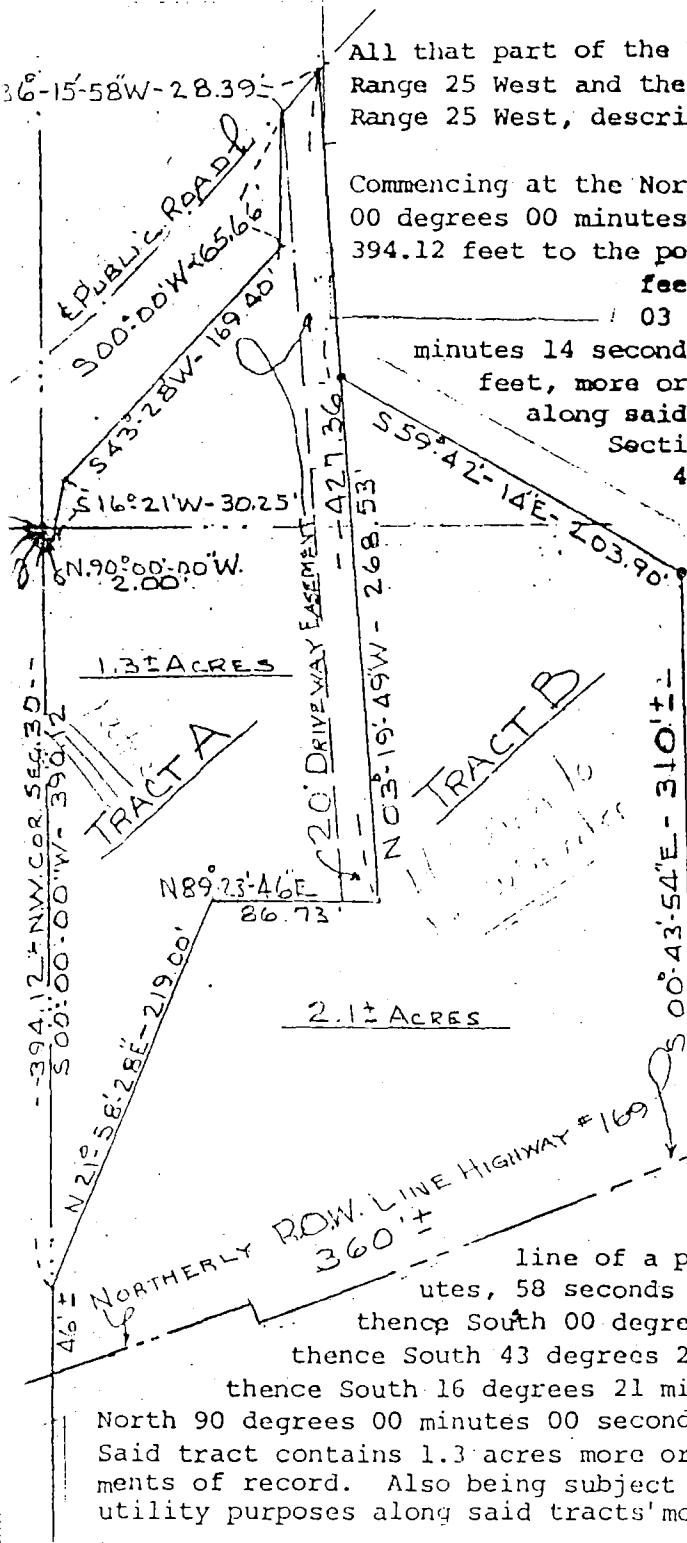 All that part of the
Range 25 West and the
Range 25 West, descri
Commencing at the Nor
00 degrees 00 minutes
394.12 feet to the po
fee
03
minutes 14 second
feet, more or
along said
Secti
4
36°-15'-58"W-28.39'±
℄ PUBLIC ROAD
S00°00'W-65.66'
S43°-28'W-169.40'
S16°21'W-30.25'
N.90°00'-00"W.
2.00'
427.36'
S59°-42'-14"E-203.90'
1.3± ACRES
TRACT A
20' DRIVEWAY EASEMENT
N03°-19'-49"W-268.53'
TRACT B
S 00°-43'-54"E-310'±
394.12' N.W. COR. SEC. 30
S 00°-00'-00"W-390.12
N89°23'-46"E
86.73'
N21°-58'-28"E-219.00'
2.1± ACRES
NORTHERLY R.O.W. LINE HIGHWAY #169
360'±
46'±
line of a p
utes, 58 seconds
thence South 00 degre
thence South 43 degrees 2
thence South 16 degrees 21 mi
North 90 degrees 00 minutes 00 second
Said tract contains 1.3 acres more or
ments of record. Also being subject
utility purposes along said tracts' mo